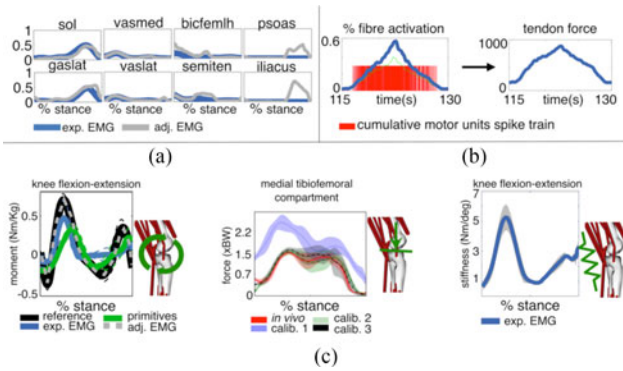 sol vasmed bicfemlh psoas
1
0.5
0
gaslat vaslat semiten iliacus
1
0.5
0
% stance % stance % stance % stance
exp. EMG adj. EMG
(a)
% fibre activation tendon force
0.6 1000
0 0
115 time(s) 130 115 time(s) 130
cumulative motor units spike train
(b)
knee flexion-extension
moment (Nm/Kg)
0.5
0
-0.5
% stance
reference primitives
exp. EMG adj. EMG
medial tibiofemoral
compartment
force (xBW)
2.8
1.5
0
% stance
in vivo calib. 2
calib. 1 calib. 3
knee flexion-extension
stiffness (Nm/deg)
7
5
3
1
% stance
exp. EMG
(c)